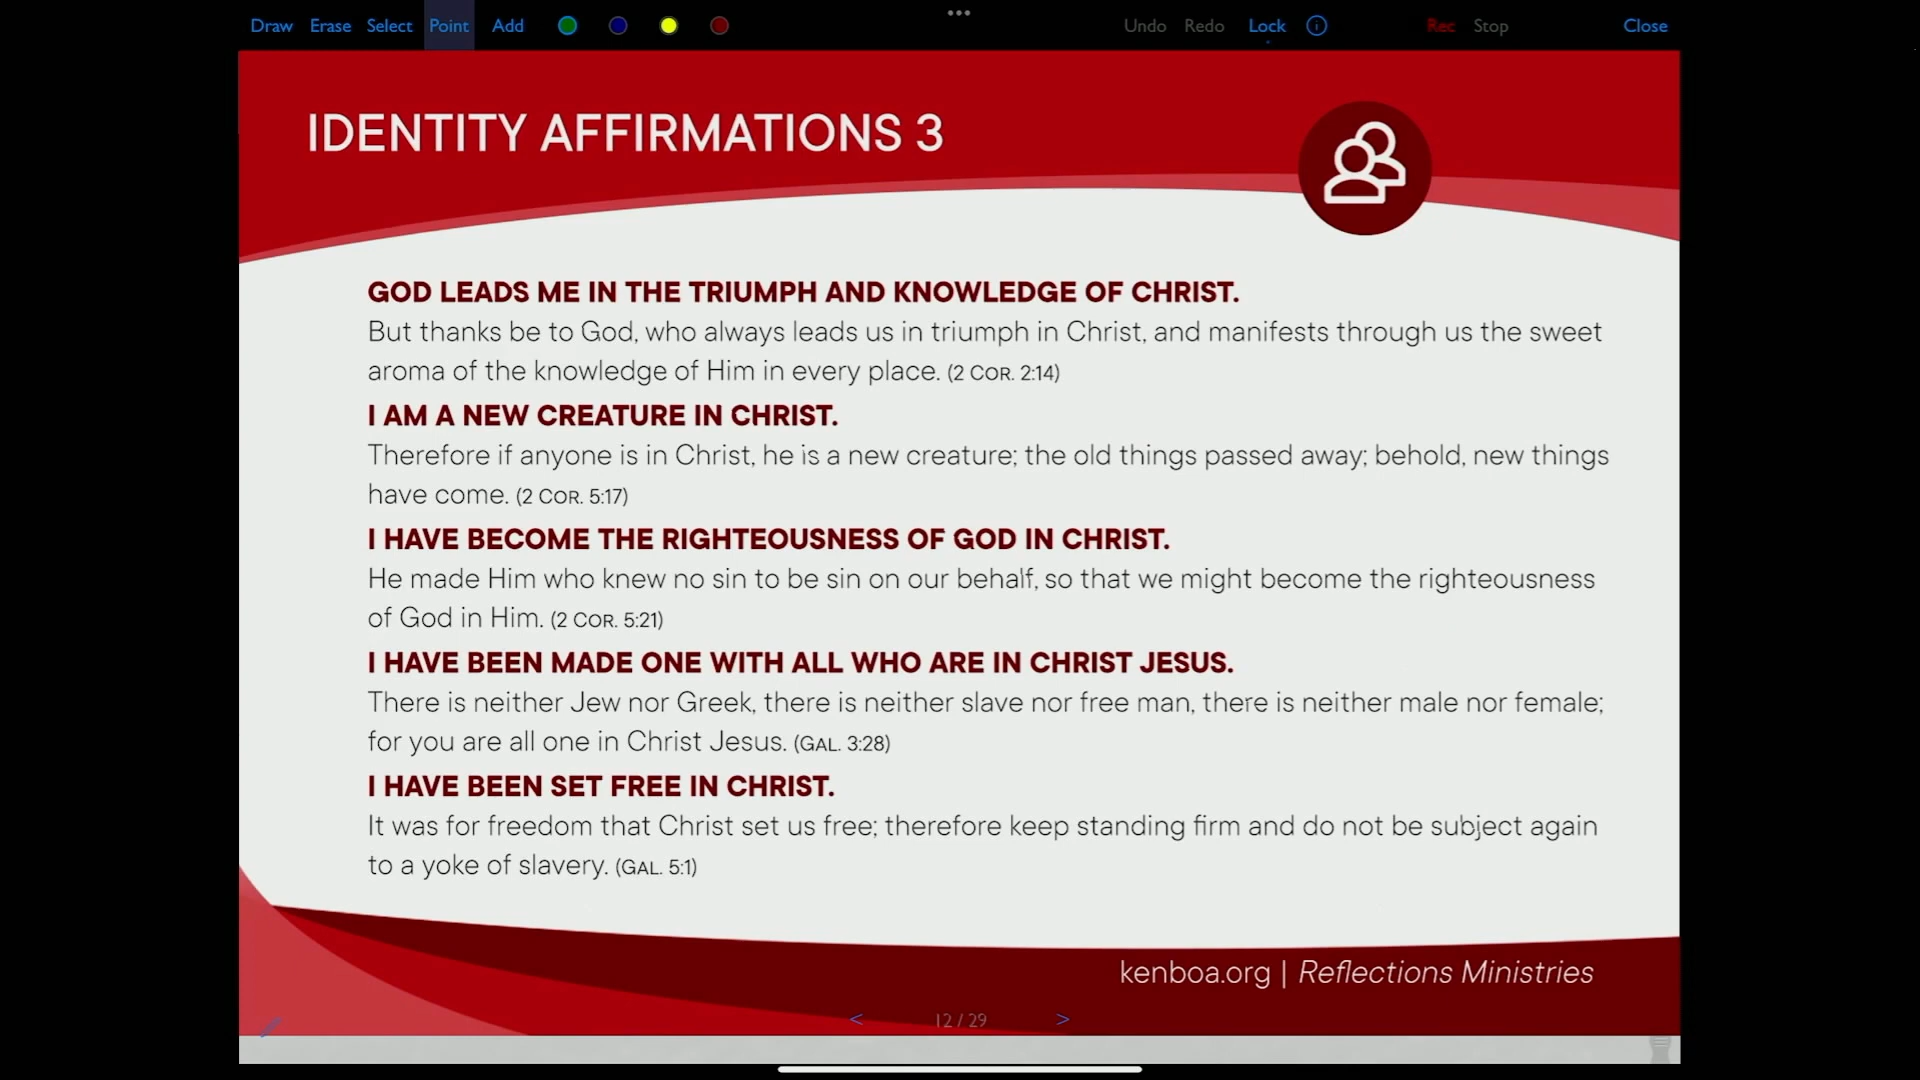 Draw Erase Select Point Add Undo Redo Lock Rec Stop Close
IDENTITY AFFIRMATIONS 3
GOD LEADS ME IN THE TRIUMPH AND KNOWLEDGE OF CHRIST.
But thanks be to God, who always leads us in triumph in Christ, and manifests through us the sweet
aroma of the knowledge of Him in every place. (2 COR. 2:14)
I AM A NEW CREATURE IN CHRIST.
Therefore if anyone is in Christ, he is a new creature; the old things passed away; behold, new things
have come. (2 COR. 5:17)
I HAVE BECOME THE RIGHTEOUSNESS OF GOD IN CHRIST.
He made Him who knew no sin to be sin on our behalf, so that we might become the righteousness
of God in Him. (2 COR. 5:21)
I HAVE BEEN MADE ONE WITH ALL WHO ARE IN CHRIST JESUS.
There is neither Jew nor Greek, there is neither slave nor free man, there is neither male nor female;
for you are all one in Christ Jesus. (GAL. 3:28)
I HAVE BEEN SET FREE IN CHRIST.
It was for freedom that Christ set us free; therefore keep standing firm and do not be subject again
to a yoke of slavery. (GAL. 5:1)
kenboa.org | Reflections Ministries
< 12 / 29 >